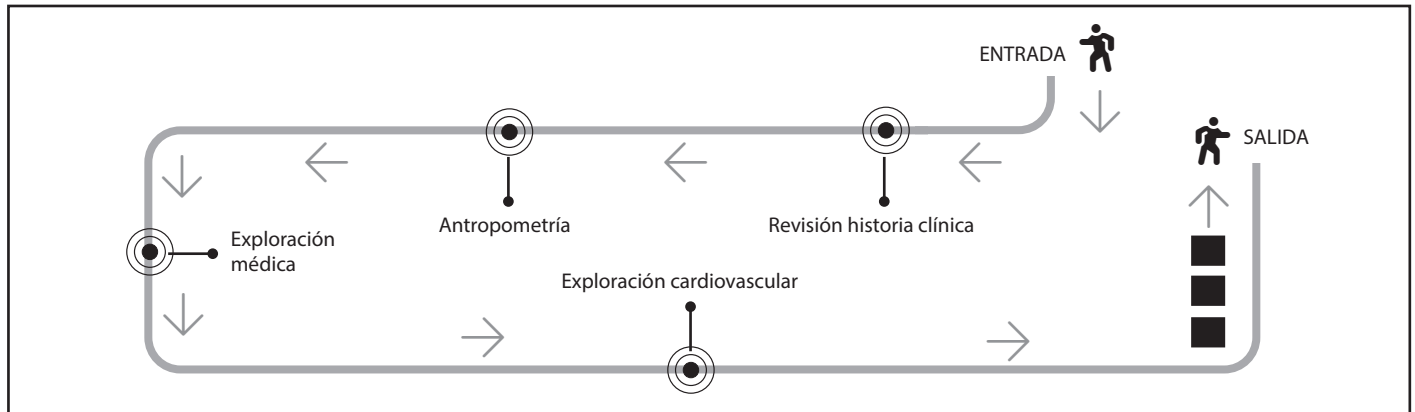 ENTRADA
SALIDA
Revisión historia clínica
Antropometría
Exploración
médica
Exploración cardiovascular